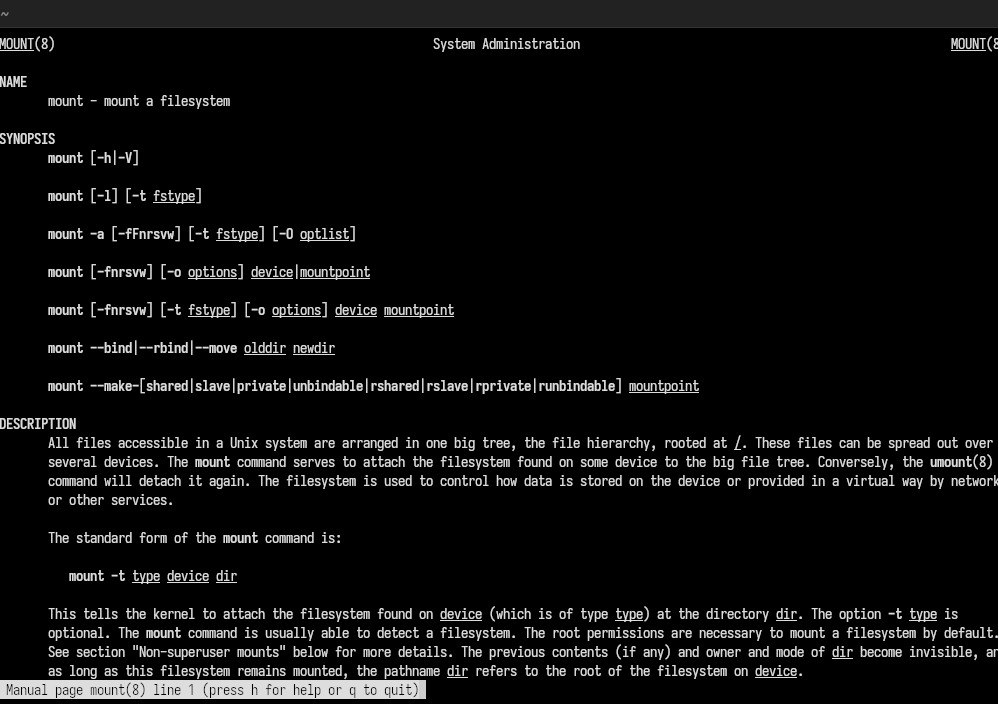 ~
MOUNT(8) System Administration MOUNT(8
NAME
mount - mount a filesystem
SYNOPSIS
mount [-h|-V]
mount [-l] [-t fstype]
mount -a [-fFnrsvw] [-t fstype] [-O optlist]
mount [-fnrsvw] [-o options] device|mountpoint
mount [-fnrsvw] [-t fstype] [-o options] device mountpoint
mount --bind|--rbind|--move olddir newdir
mount --make-[shared|slave|private|unbindable|rshared|rslave|rprivate|runbindable] mountpoint
DESCRIPTION
All files accessible in a Unix system are arranged in one big tree, the file hierarchy, rooted at /. These files can be spread out over
several devices. The mount command serves to attach the filesystem found on some device to the big file tree. Conversely, the umount(8)
command will detach it again. The filesystem is used to control how data is stored on the device or provided in a virtual way by network
or other services.
The standard form of the mount command is:
mount -t type device dir
This tells the kernel to attach the filesystem found on device (which is of type type) at the directory dir. The option -t type is
optional. The mount command is usually able to detect a filesystem. The root permissions are necessary to mount a filesystem by default.
See section "Non-superuser mounts" below for more details. The previous contents (if any) and owner and mode of dir become invisible, an
as long as this filesystem remains mounted, the pathname dir refers to the root of the filesystem on device.
Manual page mount(8) line 1 (press h for help or q to quit)